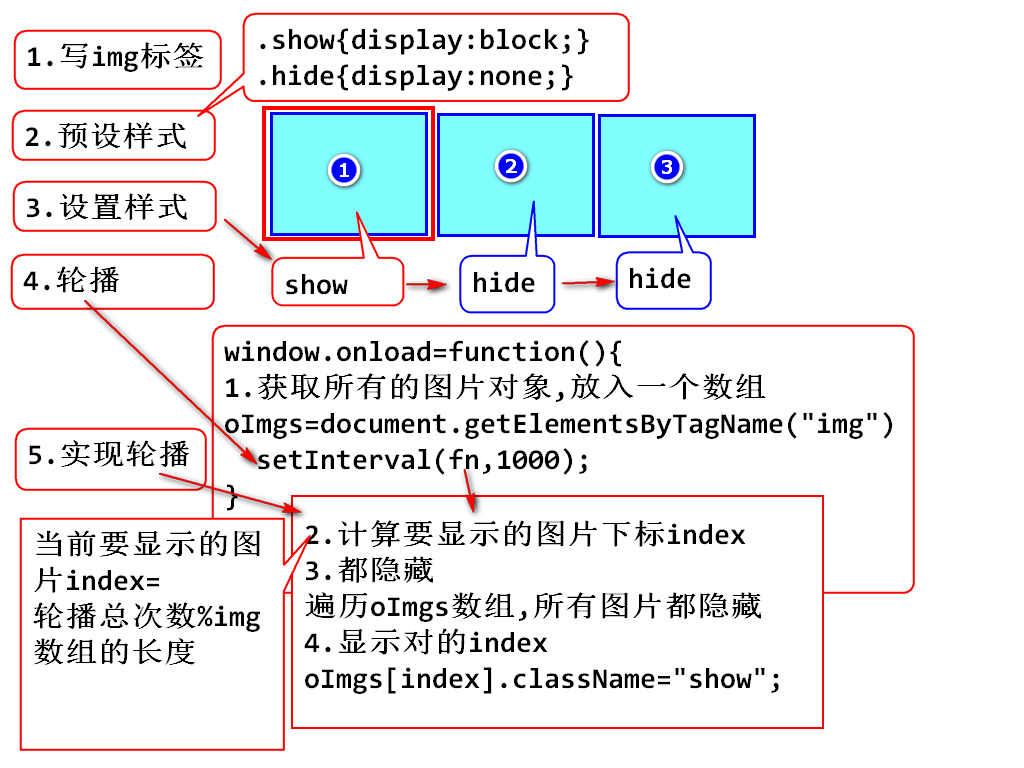 1.写img标签
.show{display:block;}
.hide{display:none;}
2.预设样式
1
2
3
3.设置样式
4.轮播
show
hide
hide
window.onload=function(){
1.获取所有的图片对象,放入一个数组
oImgs=document.getElementsByTagName("img")
setInterval(fn,1000);
}
5.实现轮播
2.计算要显示的图片下标index
3.都隐藏
遍历oImgs数组,所有图片都隐藏
4.显示对的index
oImgs[index].className="show";
当前要显示的图
片index=
轮播总次数%img
数组的长度